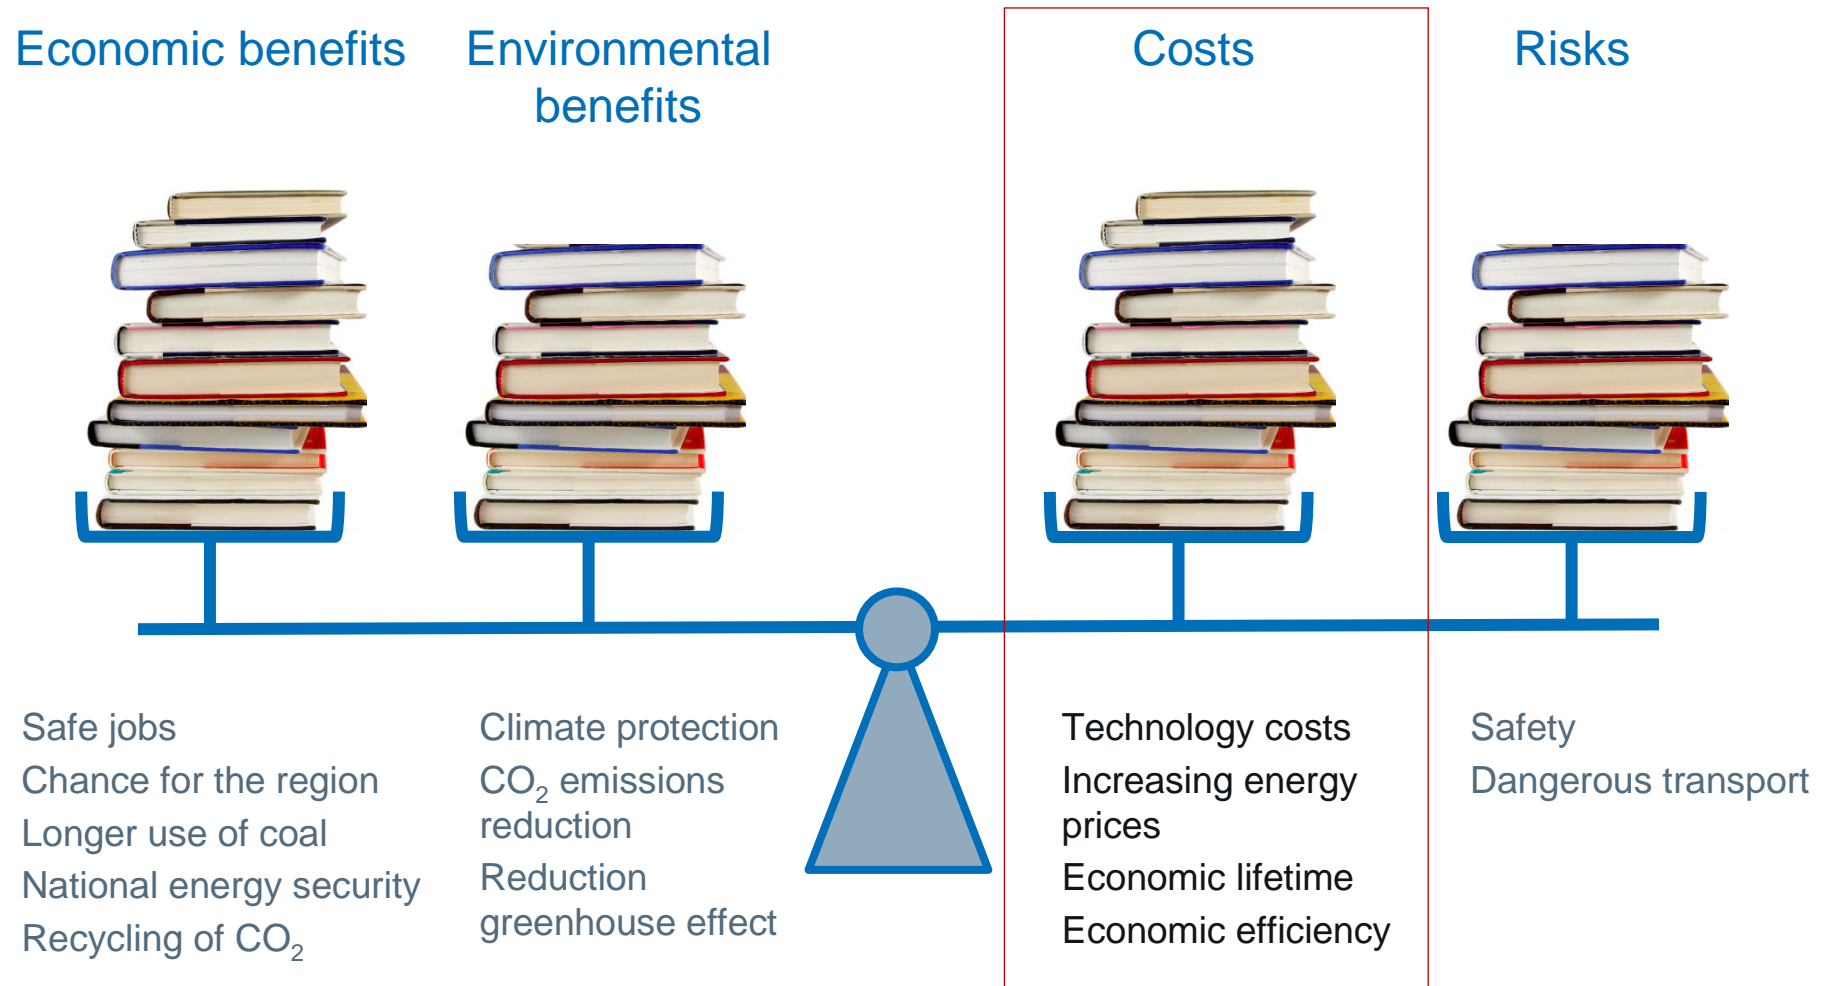 Economic benefits
Environmental
benefits
Costs
Risks
Safe jobs
Chance for the region
Longer use of coal
National energy security
Recycling of CO₂
Climate protection
CO₂ emissions
reduction
Reduction
greenhouse effect
Technology costs
Increasing energy
prices
Economic lifetime
Economic efficiency
Safety
Dangerous transport